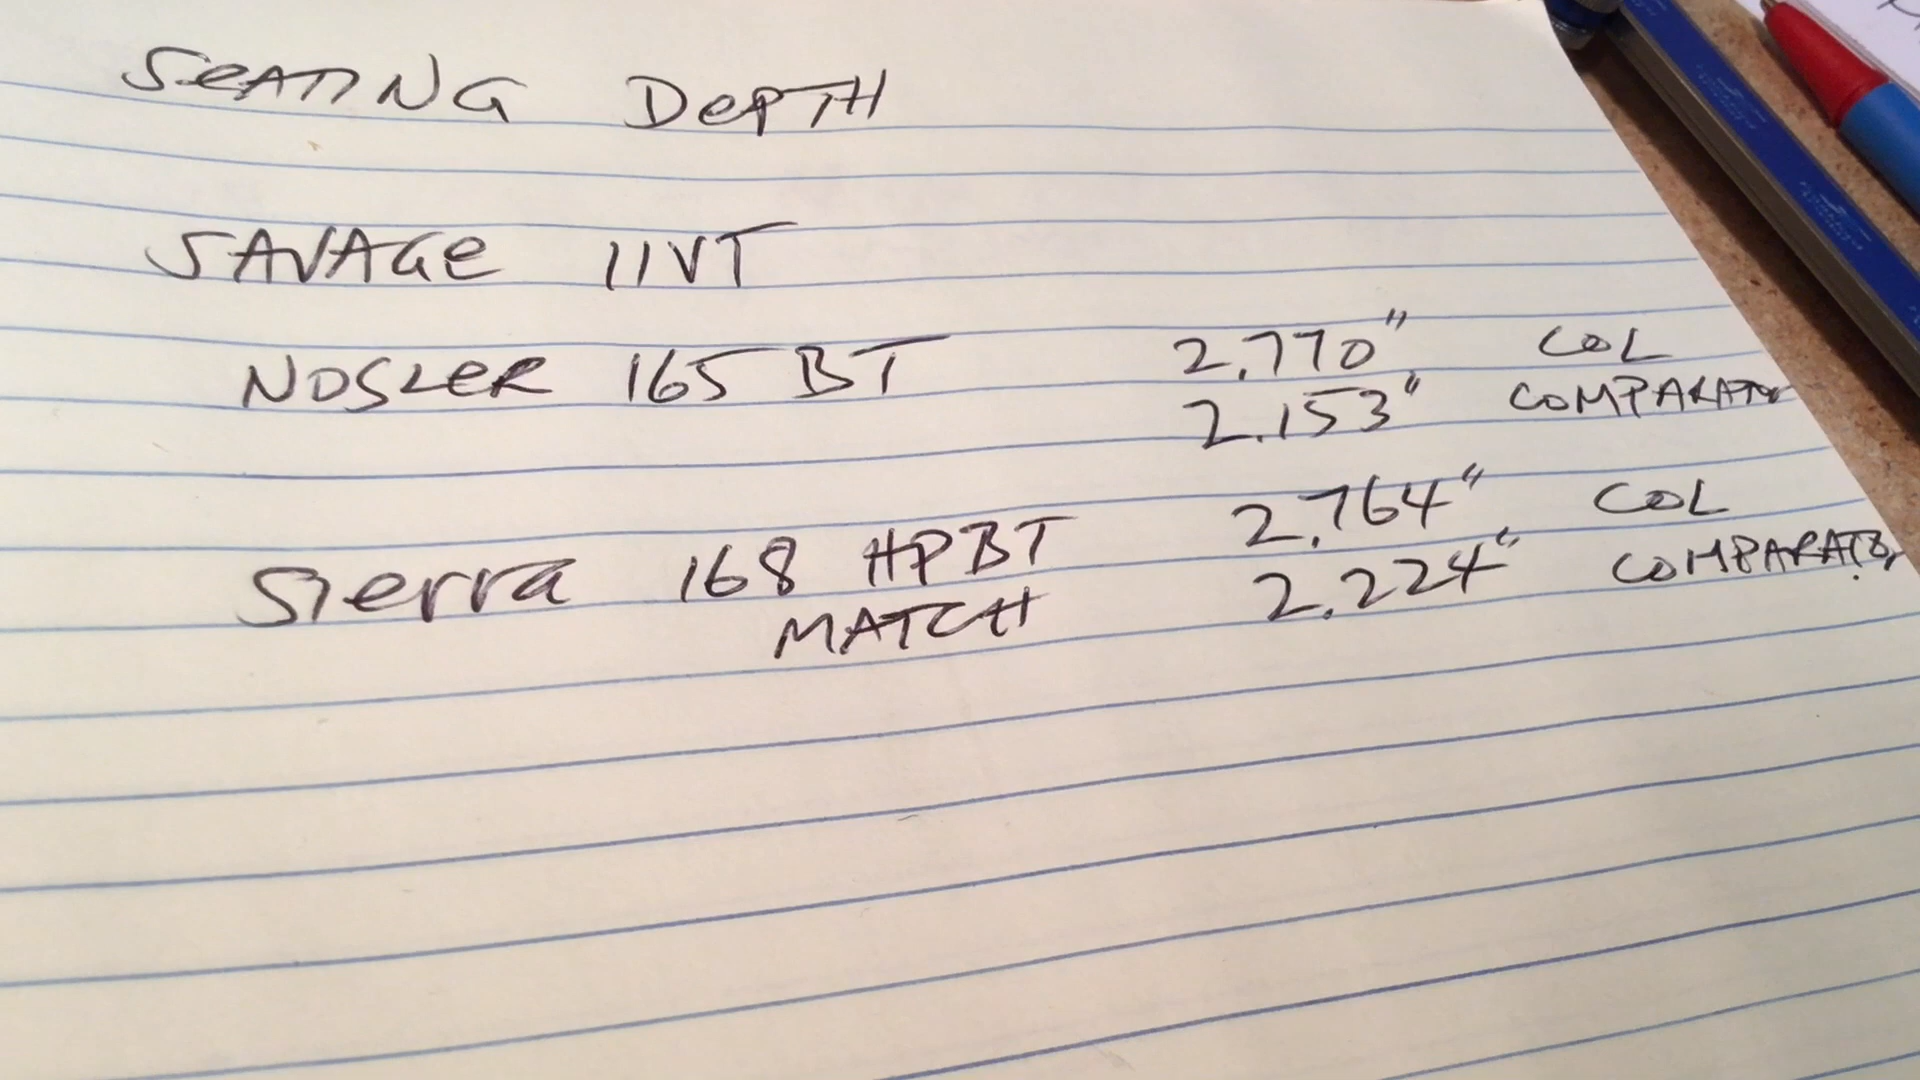 SEATING DEPTH
SAVAGE 11VT
NOSLER 165 BT 2.770" COL
2.153" COMPARATOR
Sierra 168 HPBT 2.764" COL
MATCH 2.224" COMPARATOR